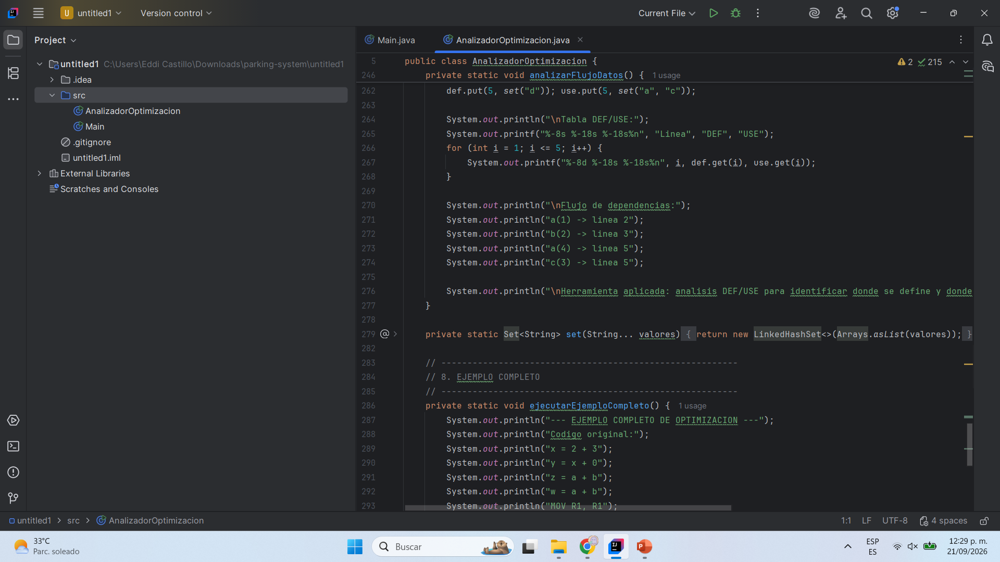 U untitled1
Version control
Current File
Project
untitled1 C:\Users\Eddi Castillo\Downloads\parking-system\untitled1
.idea
src
AnalizadorOptimizacion
Main
.gitignore
untitled1.iml
External Libraries
Scratches and Consoles
Main.java
AnalizadorOptimizacion.java
2 215
5 public class AnalizadorOptimizacion {
246 private static void analizarFlujoDatos() { 1 usage
262 def.put(5, set("d")); use.put(5, set("a", "c"));
263
264 System.out.println("\nTabla DEF/USE:");
265 System.out.printf("%-8s %-18s %-18s%n", "Linea", "DEF", "USE");
266 for (int i = 1; i <= 5; i++) {
267 System.out.printf("%-8d %-18s %-18s%n", i, def.get(i), use.get(i));
268 }
269
270 System.out.println("\nFlujo de dependencias:");
271 System.out.println("a(1) -> linea 2");
272 System.out.println("b(2) -> linea 3");
273 System.out.println("a(4) -> linea 5");
274 System.out.println("c(3) -> linea 5");
275
276 System.out.println("\nHerramienta aplicada: analisis DEF/USE para identificar donde se define y donde
277 }
278
279 private static Set<String> set(String... valores) { return new LinkedHashSet<>(Arrays.asList(valores)); }
282
283 // ---------------------------------------------------------
284 // 8. EJEMPLO COMPLETO
285 // ---------------------------------------------------------
286 private static void ejecutarEjemploCompleto() { 1 usage
287 System.out.println("--- EJEMPLO COMPLETO DE OPTIMIZACION ---");
288 System.out.println("Codigo original:");
289 System.out.println("x = 2 + 3");
290 System.out.println("y = x + 0");
291 System.out.println("z = a + b");
292 System.out.println("w = a + b");
293 System.out.println("MOV R1, R1");
untitled1 > src > AnalizadorOptimizacion
1:1 LF UTF-8 4 spaces
33°C
Parc. soleado
Buscar
ESP
ES
12:29 p. m.
21/09/2026